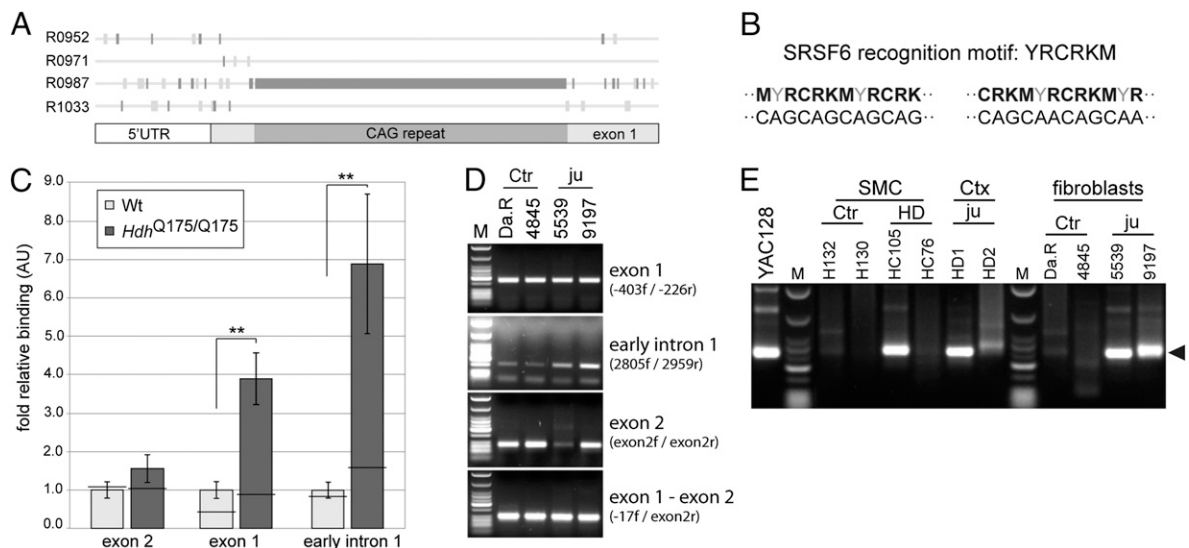 A
R0952
R0971
R0987
R1033
5'UTR CAG repeat exon 1
B
SRSF6 recognition motif: YRCRKM
··MYRCRKMYRCRK·· ··CRKMYRCRKMYR··
··CAGCAGCAGCAG·· ··CAGCAACAGCAA··
C
fold relative binding (AU)
9.0
8.0
7.0
6.0
5.0
4.0
3.0
2.0
1.0
0.0
Wt
HdhQ175/Q175
**
**
exon 2 exon 1 early intron 1
D
Ctr ju
M Da.R 4845 5539 9197
exon 1
(-403f / -226r)
early intron 1
(2805f / 2959r)
exon 2
(exon2f / exon2r)
exon 1 - exon 2
(-17f / exon2r)
E
SMC Ctx fibroblasts
Ctr HD ju Ctr ju
YAC128 M H132 H130 HC105 HC76 HD1 HD2 M Da.R 4845 5539 9197